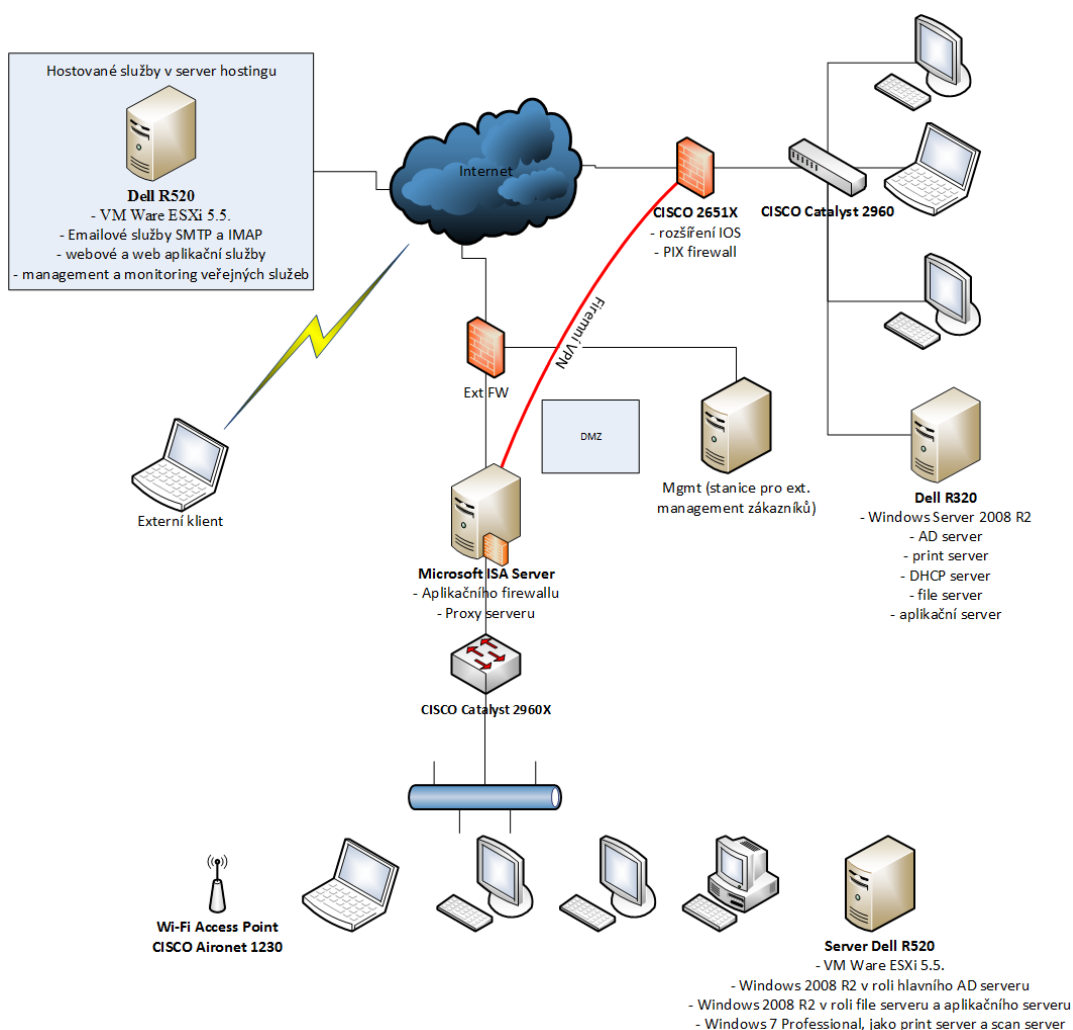 Hostované služby v server hostingu
Dell R520
- VM Ware ESXi 5.5.
- Emailové služby SMTP a IMAP
- webové a web aplikační služby
- management a monitoring veřejných služeb
Internet
CISCO 2651X
- rozšíření IOS
- PIX firewall
CISCO Catalyst 2960
Firemní VPN
Ext FW
DMZ
Mgmt (stanice pro ext.
management zákazníků)
Dell R320
- Windows Server 2008 R2
- AD server
- print server
- DHCP server
- file server
- aplikační server
Externí klient
Microsoft ISA Server
- Aplikačního firewallu
- Proxy serveru
CISCO Catalyst 2960X
Wi-Fi Access Point
CISCO Aironet 1230
Server Dell R520
- VM Ware ESXi 5.5.
- Windows 2008 R2 v roli hlavního AD serveru
- Windows 2008 R2 v roli file serveru a aplikačního serveru
- Windows 7 Professional, jako print server a scan server